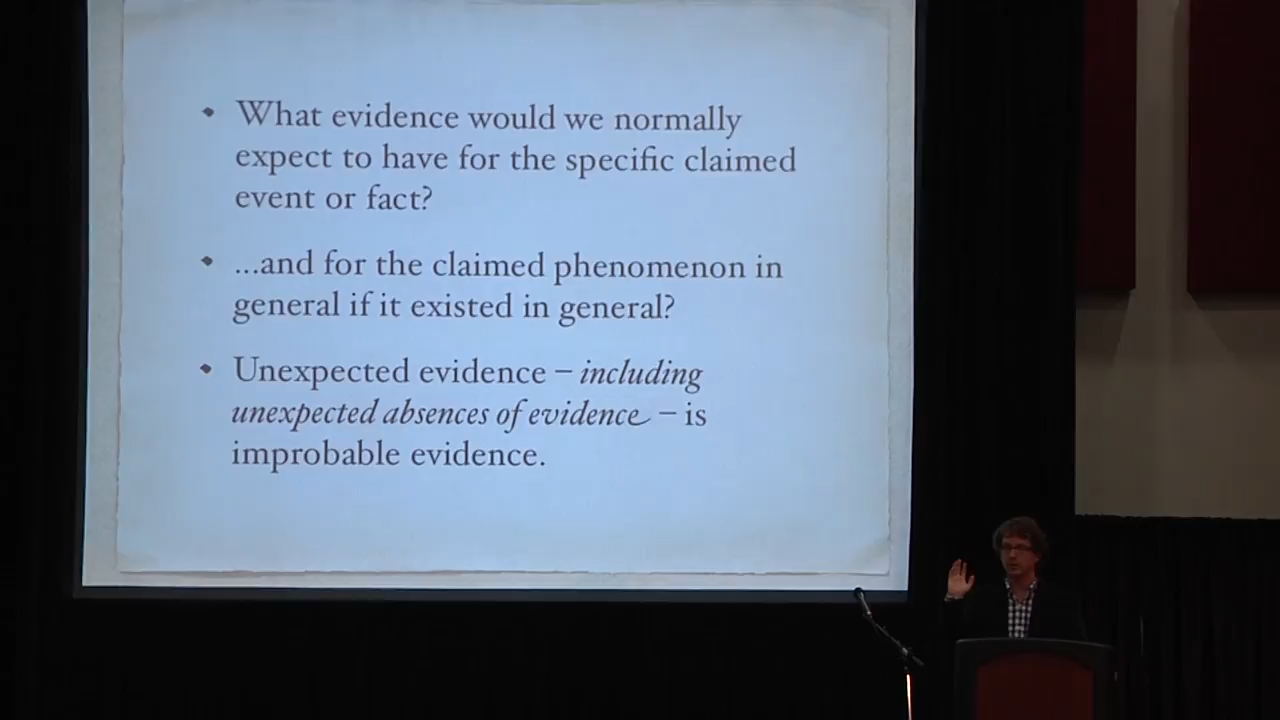 • What evidence would we normally
expect to have for the specific claimed
event or fact?
• ...and for the claimed phenomenon in
general if it existed in general?
• Unexpected evidence – including
unexpected absences of evidence – is
improbable evidence.